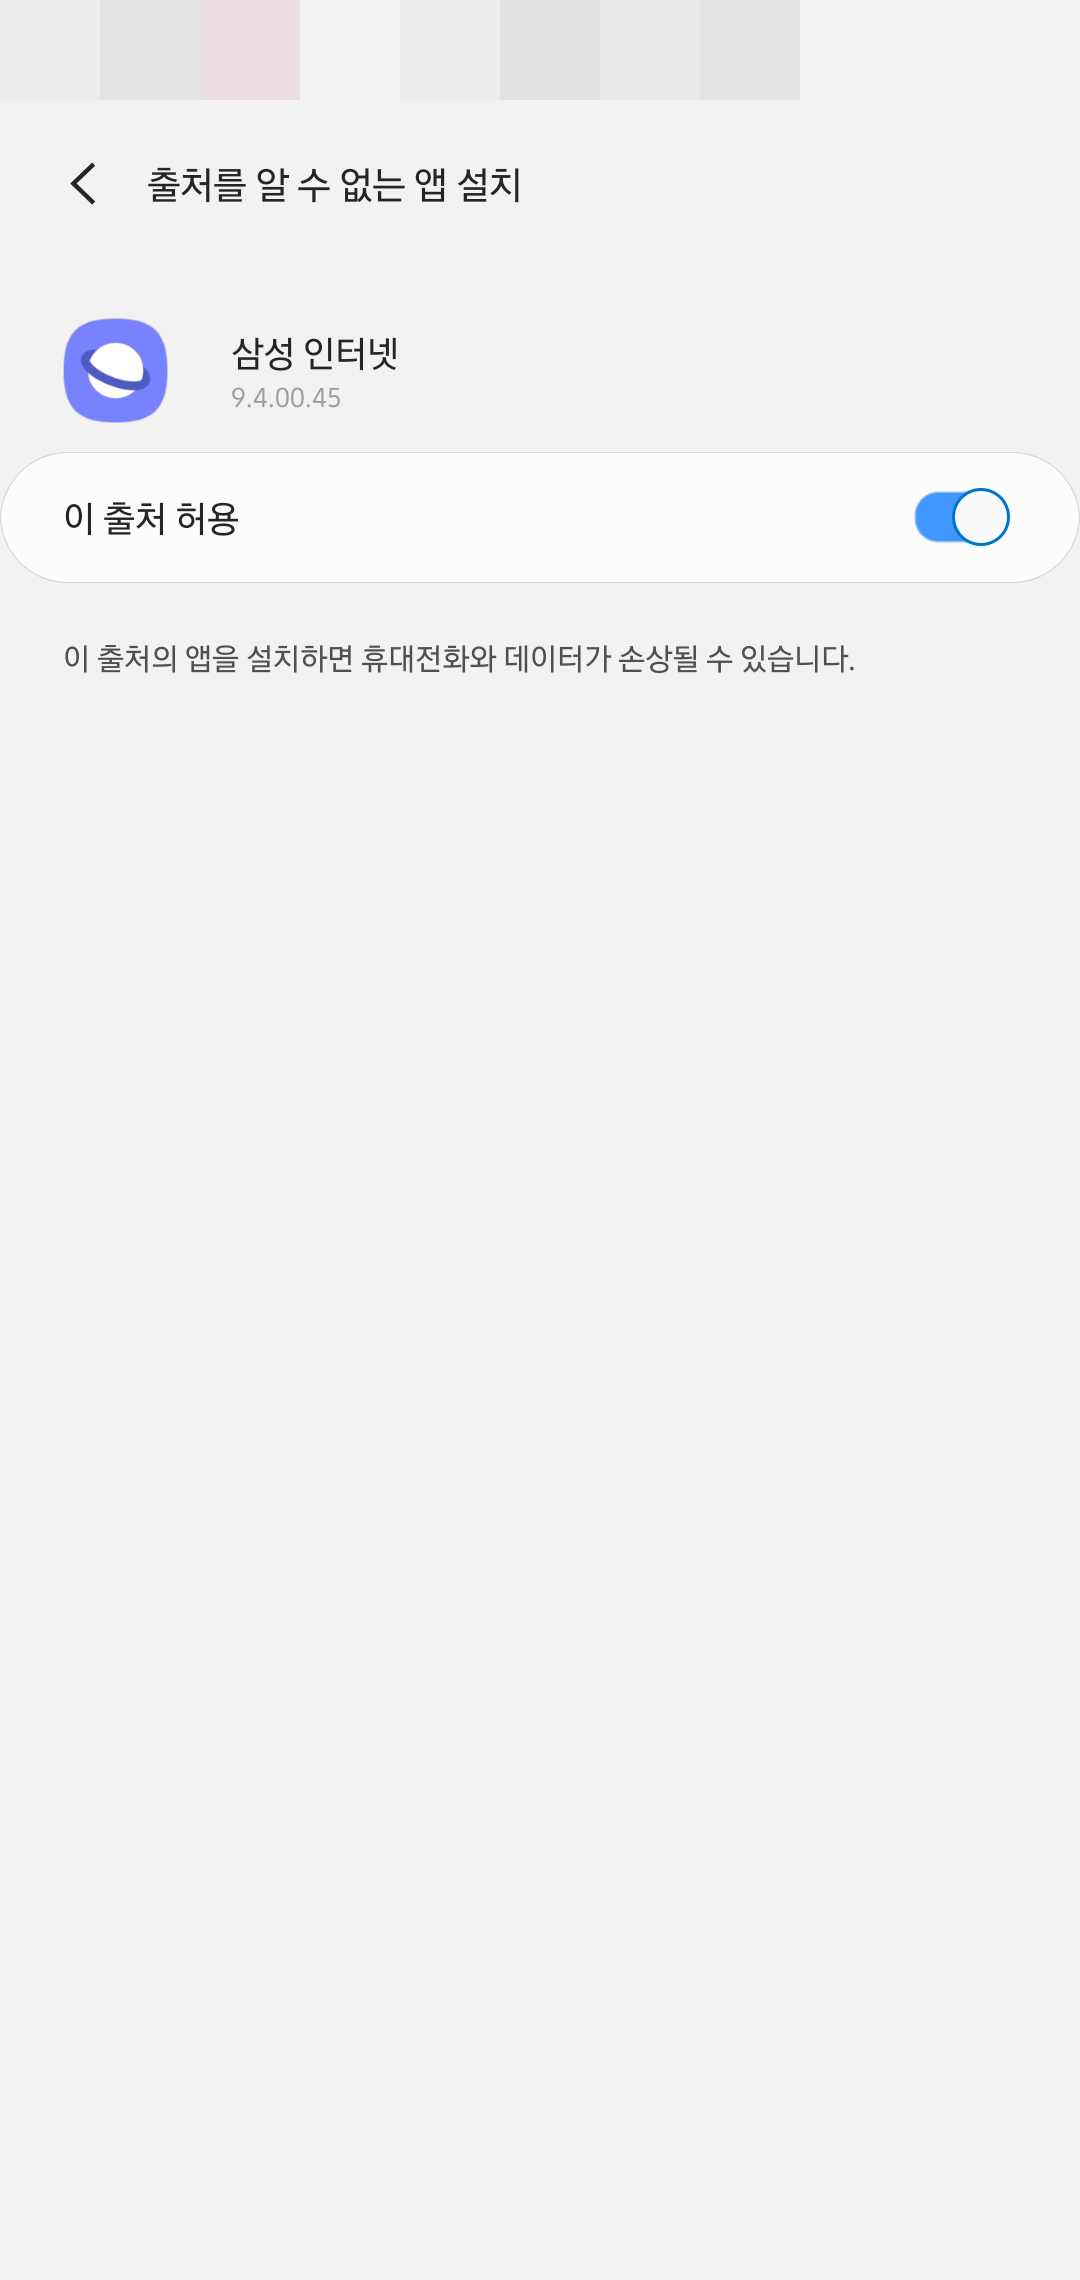 출처를 알 수 없는 앱 설치
삼성 인터넷
9.4.00.45
이 출처 허용
이 출처의 앱을 설치하면 휴대전화와 데이터가 손상될 수 있습니다.